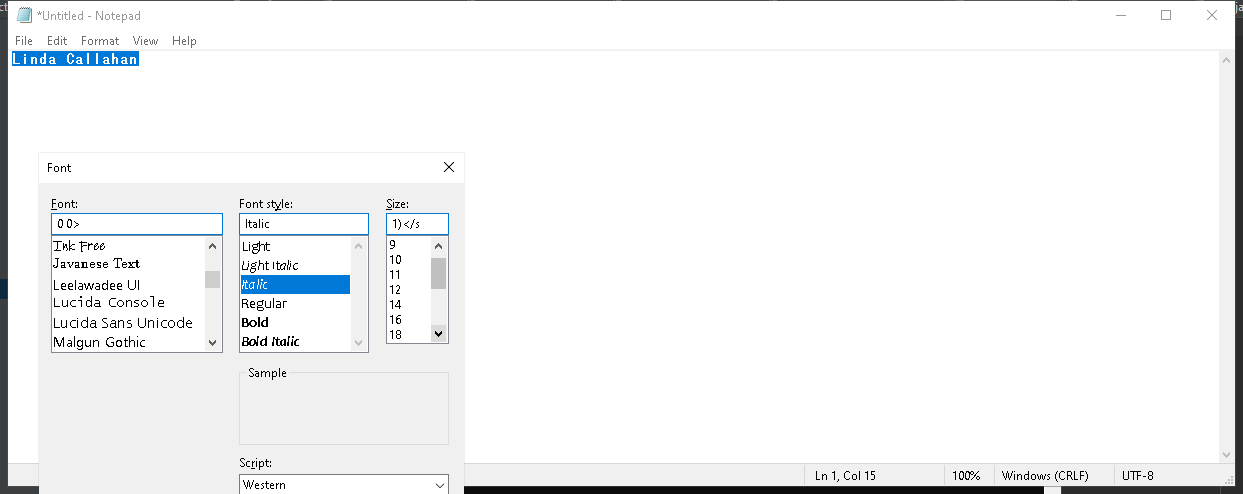 *Untitled - Notepad
File Edit Format View Help
Linda Callahan
Font
Font: Font style: Size:
0 0> Italic 1) </s
Ink Free Light 9
Javanese Text Light Italic 10
Leelawadee UI Italic 11
Lucida Console Regular 12
Lucida Sans Unicode Bold 14
Malgun Gothic Bold Italic 16
18
Sample
Script:
Western
Ln 1, Col 15 100% Windows (CRLF) UTF-8